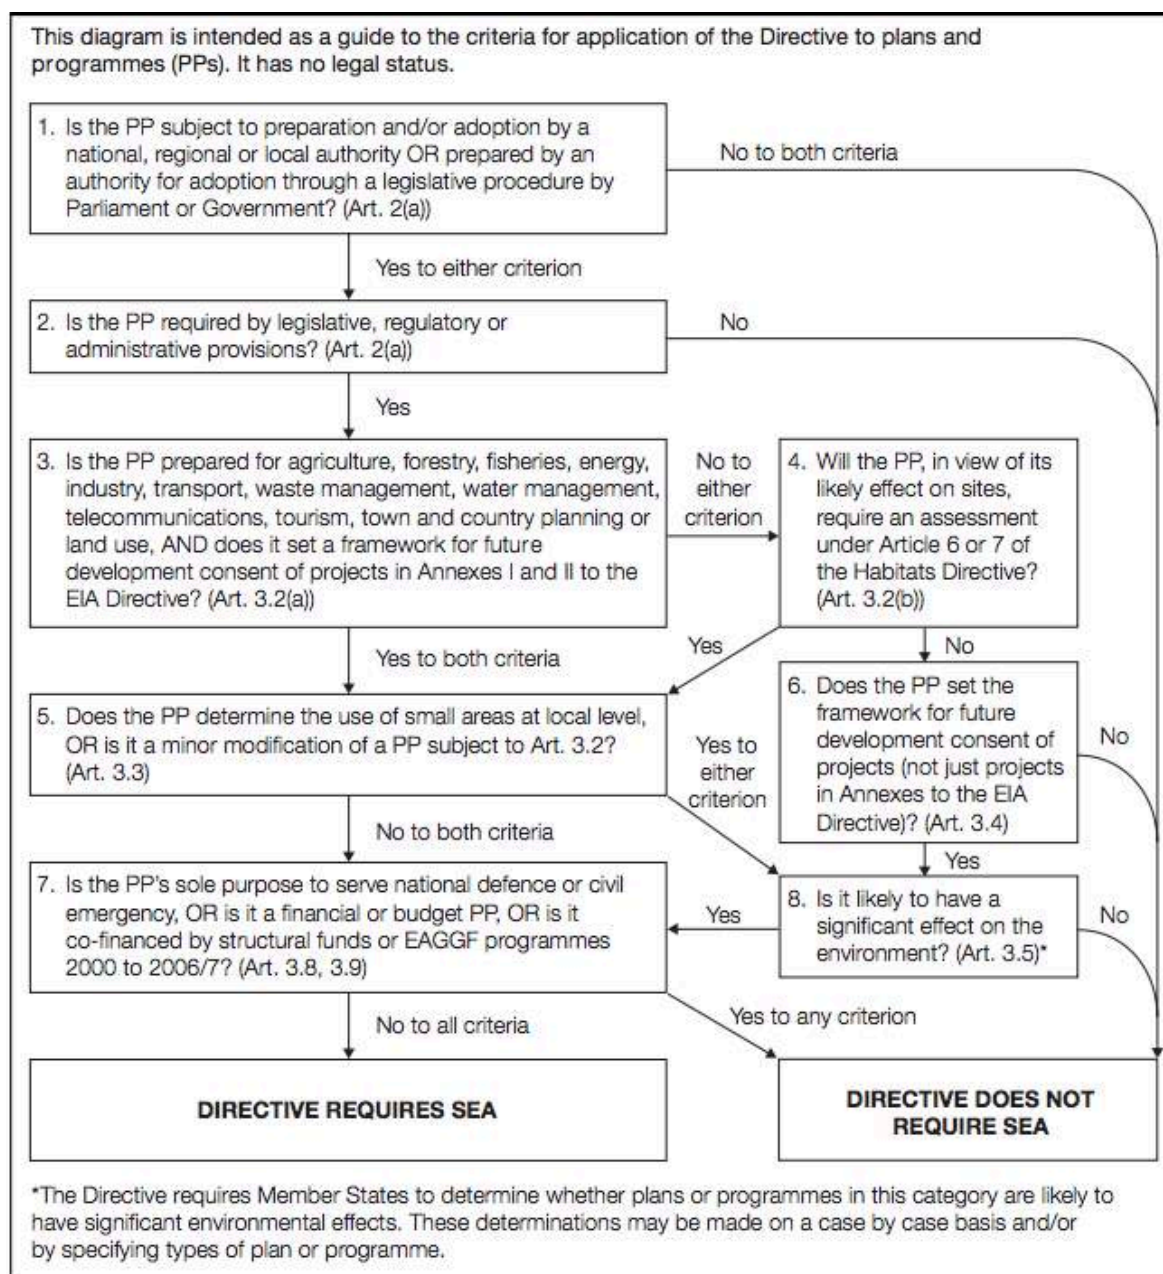 This diagram is intended as a guide to the criteria for application of the Directive to plans and
programmes (PPs). It has no legal status.
1. Is the PP subject to preparation and/or adoption by a
national, regional or local authority OR prepared by an
authority for adoption through a legislative procedure by
Parliament or Government? (Art. 2(a))
No to both criteria
Yes to either criterion
2. Is the PP required by legislative, regulatory or
administrative provisions? (Art. 2(a))
No
Yes
3. Is the PP prepared for agriculture, forestry, fisheries, energy,
industry, transport, waste management, water management,
telecommunications, tourism, town and country planning or
land use, AND does it set a framework for future
development consent of projects in Annexes I and II to the
EIA Directive? (Art. 3.2(a))
No to
either
criterion
4. Will the PP, in view of its
likely effect on sites,
require an assessment
under Article 6 or 7 of
the Habitats Directive?
(Art. 3.2(b))
Yes to both criteria
Yes
No
5. Does the PP determine the use of small areas at local level,
OR is it a minor modification of a PP subject to Art. 3.2?
(Art. 3.3)
Yes to
either
criterion
6. Does the PP set the
framework for future
development consent of
projects (not just projects
in Annexes to the EIA
Directive)? (Art. 3.4)
No
No to both criteria
Yes
7. Is the PP's sole purpose to serve national defence or civil
emergency, OR is it a financial or budget PP, OR is it
co-financed by structural funds or EAGGF programmes
2000 to 2006/7? (Art. 3.8, 3.9)
Yes
8. Is it likely to have a
significant effect on the
environment? (Art. 3.5)*
No
No to all criteria
Yes to any criterion
DIRECTIVE REQUIRES SEA
DIRECTIVE DOES NOT
REQUIRE SEA
*The Directive requires Member States to determine whether plans or programmes in this category are likely to
have significant environmental effects. These determinations may be made on a case by case basis and/or
by specifying types of plan or programme.